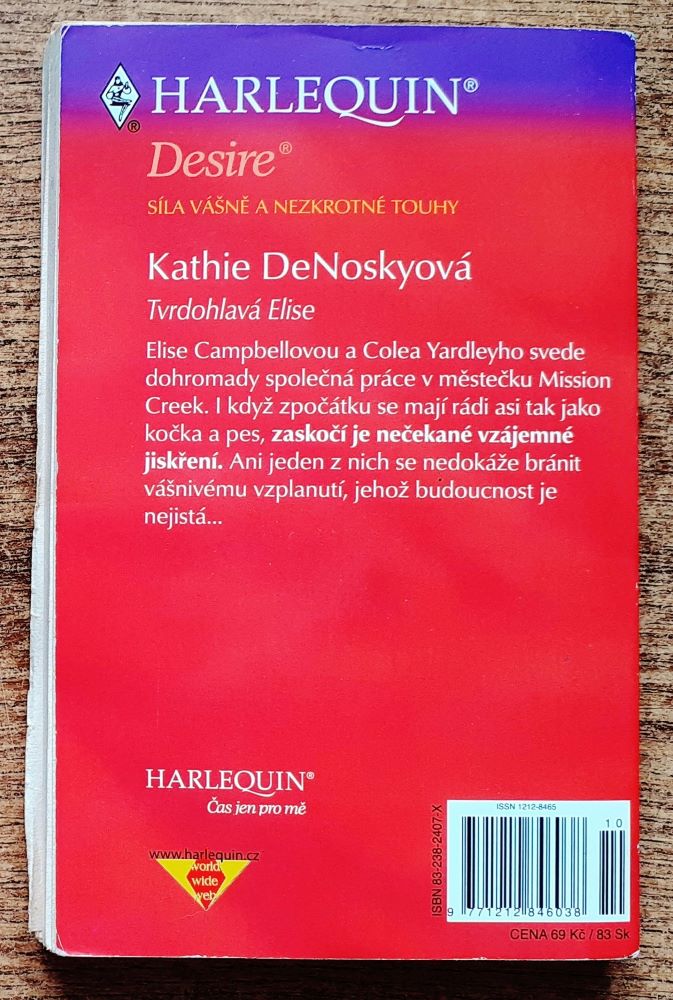 HARLEQUIN®
®
Desire®
SÍLA VÁŠNĚ A NEZKROTNÉ TOUHY
Kathie DeNoskyová
Tvrdohlavá Elise
Elise Campbellovou a Colea Yardleyho svede
dohromady společná práce v městečku Mission
Creek. I když zpočátku se mají rádi asi tak jako
kočka a pes, zaskočí je nečekané vzájemné
jiskření. Ani jeden z nich se nedokáže bránit
vášnivému vzplanutí, jehož budoucnost je
nejistá...
HARLEQUIN®
Čas jen pro mě
www.harlequin.cz
world
wide
web
ISBN 83-238-2407-X
ISSN 1212-8465
10
9 771212 846038
CENA 69 Kč / 83 Sk